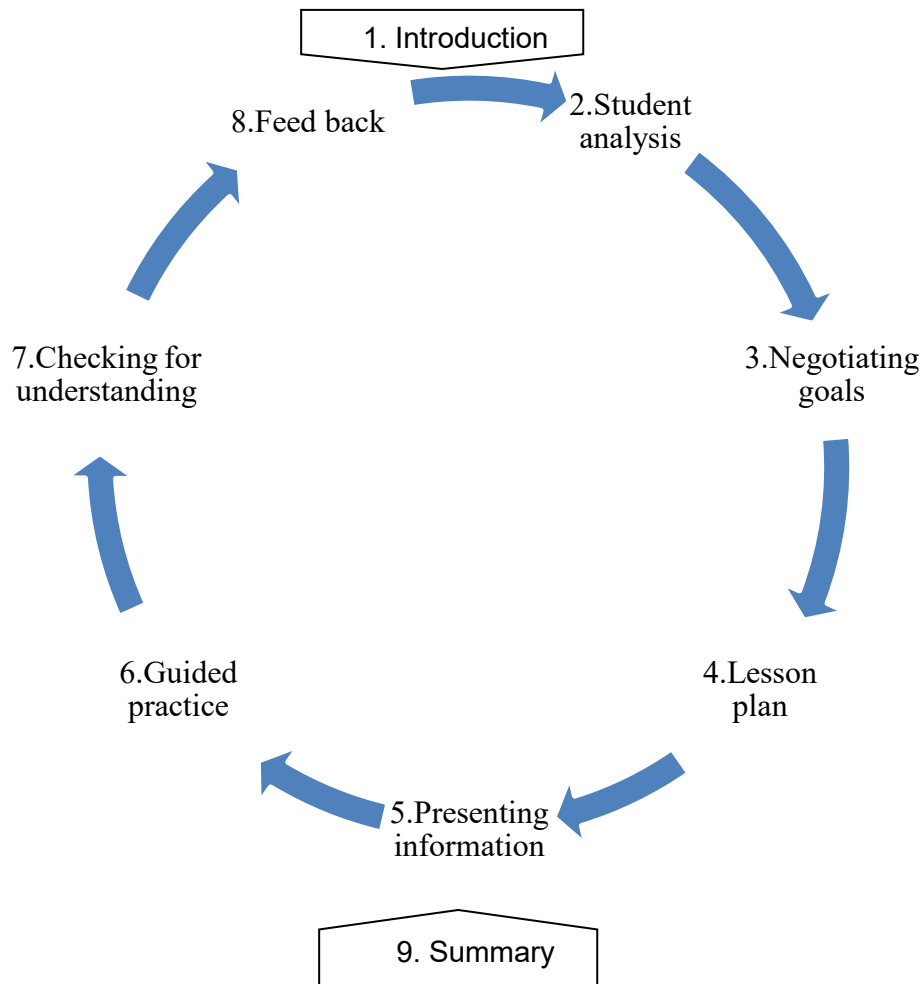 1. Introduction
2.Student
analysis
3.Negotiating
goals
4.Lesson
plan
5.Presenting
information
6.Guided
practice
7.Checking for
understanding
8.Feed back
9. Summary